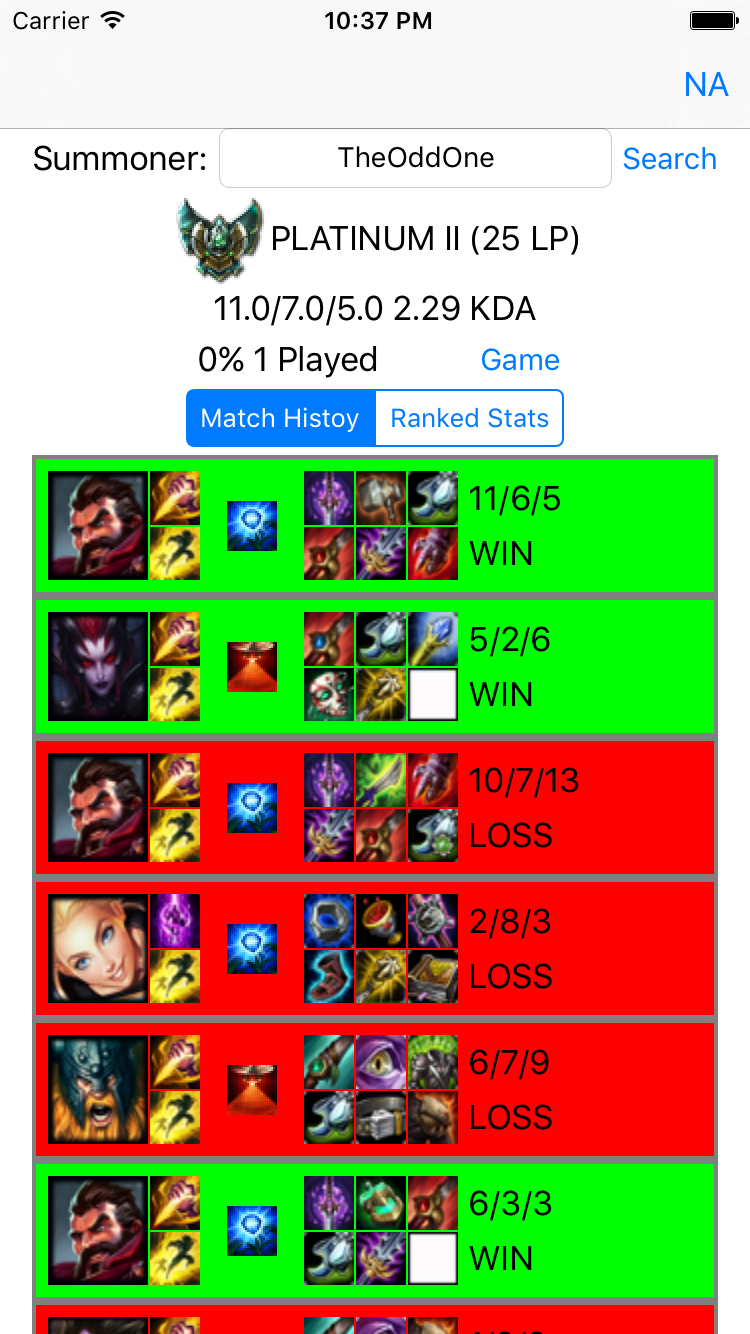 Carrier 10:37 PM
NA
Summoner: TheOddOne Search
PLATINUM II (25 LP)
11.0/7.0/5.0 2.29 KDA
0% 1 Played Game
Match Histoy Ranked Stats
11/6/5
WIN
5/2/6
WIN
10/7/13
LOSS
2/8/3
LOSS
6/7/9
LOSS
6/3/3
WIN